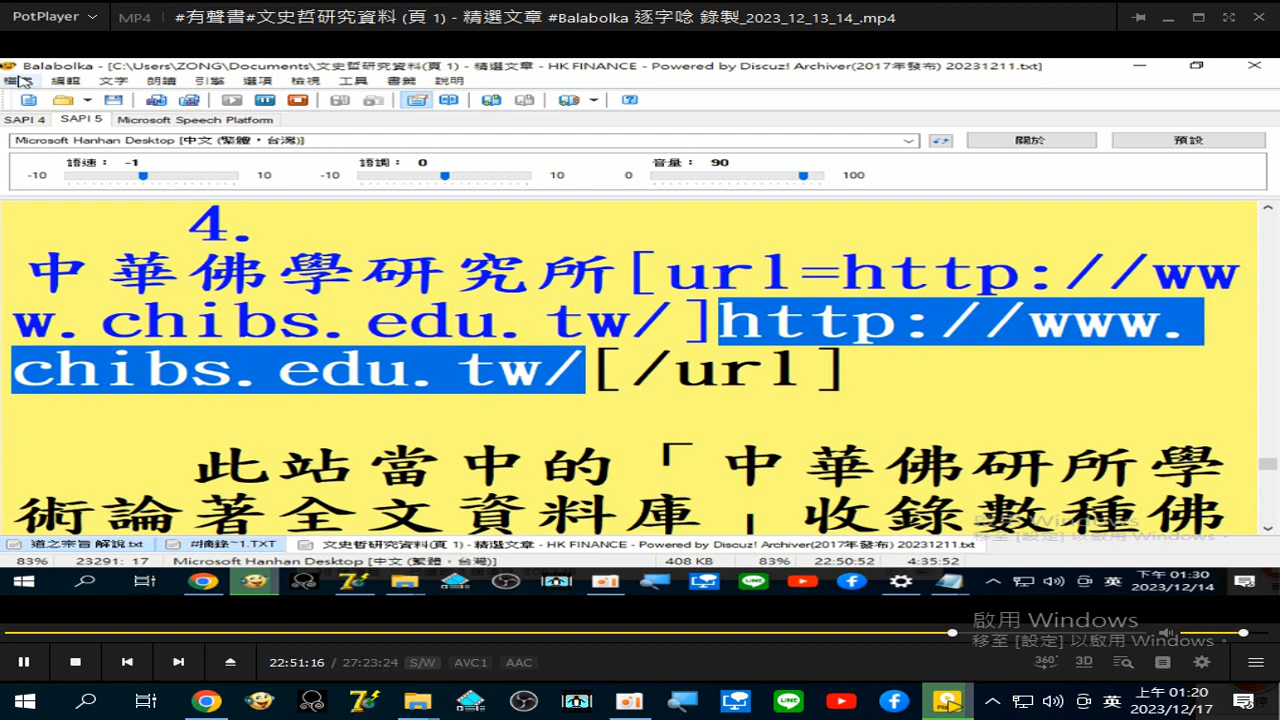 PotPlayer MP4 #有聲書#文史哲研究資料 (頁 1) - 精選文章 #Balabolka 逐字唸 錄製_2023_12_13_14_.mp4
Balabolka - [C:\Users\ZONG\Documents\文史哲研究資料(頁 1) - 精選文章 - HK FINANCE - Powered by Discuz! Archiver(2017年發布) 20231211.txt]
檔案 編輯 文字 朗讀 引擎 選項 檢視 工具 書籤 說明
SAPI 4 SAPI 5 Microsoft Speech Platform
Microsoft Hanhan Desktop [中文 (繁體，台灣)] 關於 預設
語速： -1 語調： 0 音量： 90
-10 10 -10 10 0 100
4.
中華佛學研究所[url=http://ww
w.chibs.edu.tw/]http://www.
chibs.edu.tw/[/url]
此站當中的「中華佛研所學
術論著全文資料庫」收錄數種佛
啟用 Windows
移至 [設定] 以啟用 Windows。
道之宗旨 解說.txt #摘錄~1.TXT 文史哲研究資料(頁 1) - 精選文章 - HK FINANCE - Powered by Discuz! Archiver(2017年發布) 20231211.txt
83% 23291: 17 Microsoft Hanhan Desktop [中文 (繁體，台灣)] 408 KB 83% 22:50:52 4:35:52
英 下午 01:30
2023/12/14
啟用 Windows
移至 [設定] 以啟用 Windows。
22:51:16 / 27:23:24 S/W AVC1 AAC 360° 3D
英 上午 01:20
2023/12/17